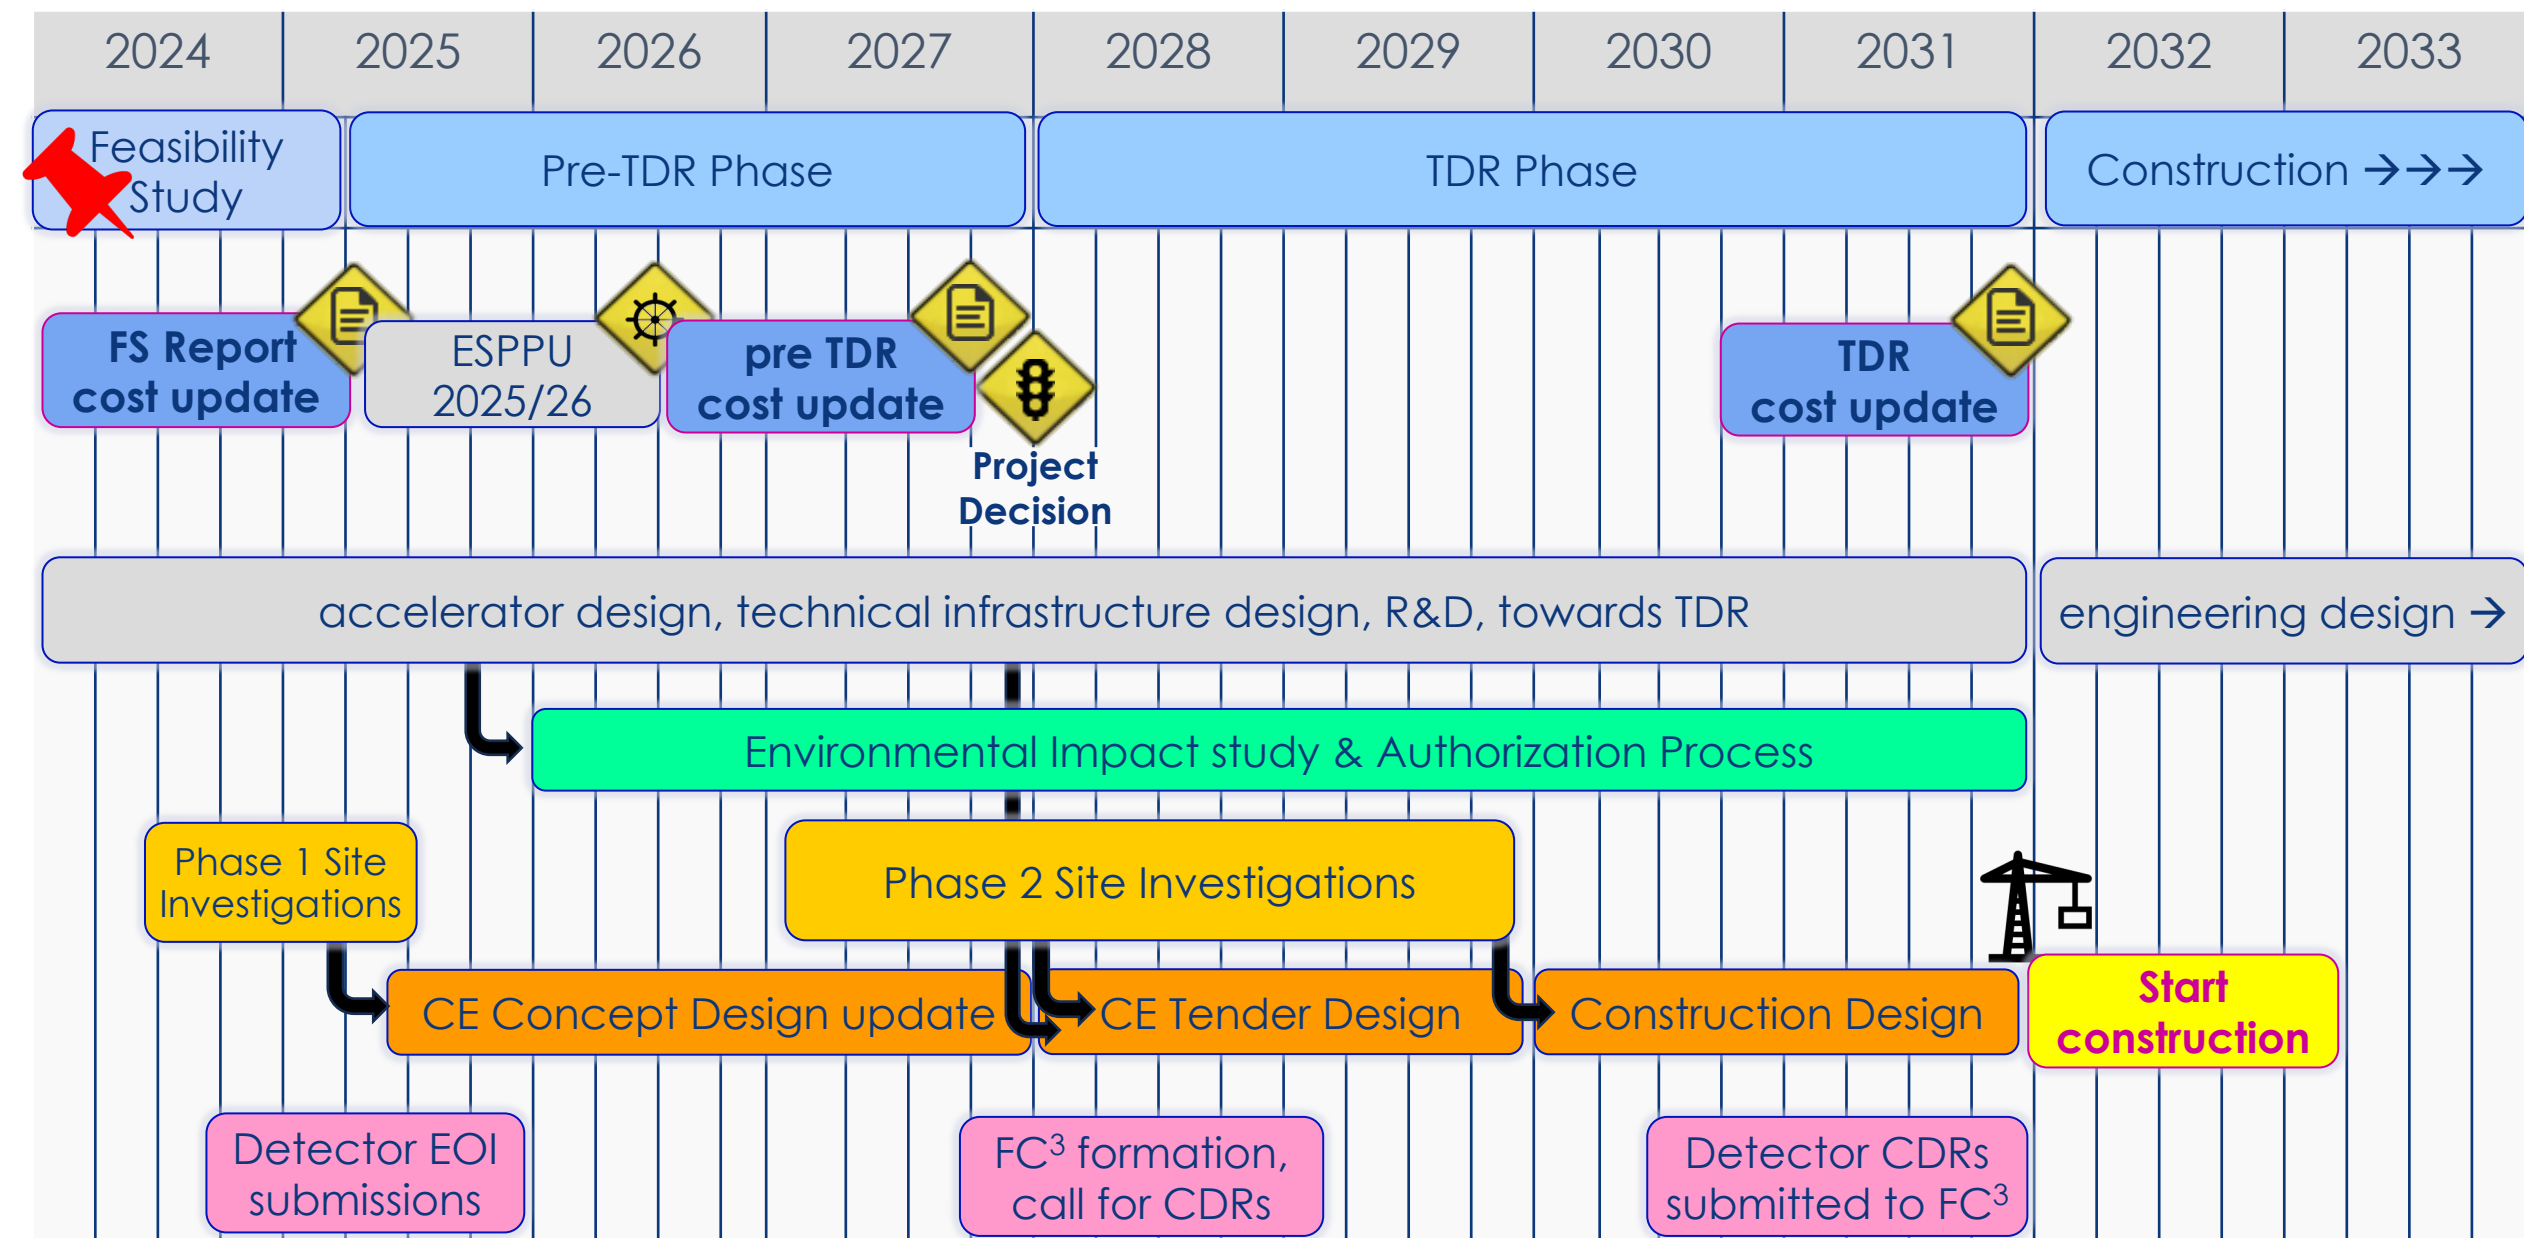 2024 2025 2026 2027 2028 2029 2030 2031 2032 2033
Feasibility
Study
Pre-TDR Phase
TDR Phase
Construction →→→
FS Report
cost update
ESPPU
2025/26
pre TDR
cost update
Project
Decision
TDR
cost update
accelerator design, technical infrastructure design, R&D, towards TDR
engineering design →
Environmental Impact study & Authorization Process
Phase 1 Site
Investigations
Phase 2 Site Investigations
CE Concept Design update
CE Tender Design
Construction Design
Start
construction
Detector EOI
submissions
FC³ formation,
call for CDRs
Detector CDRs
submitted to FC³